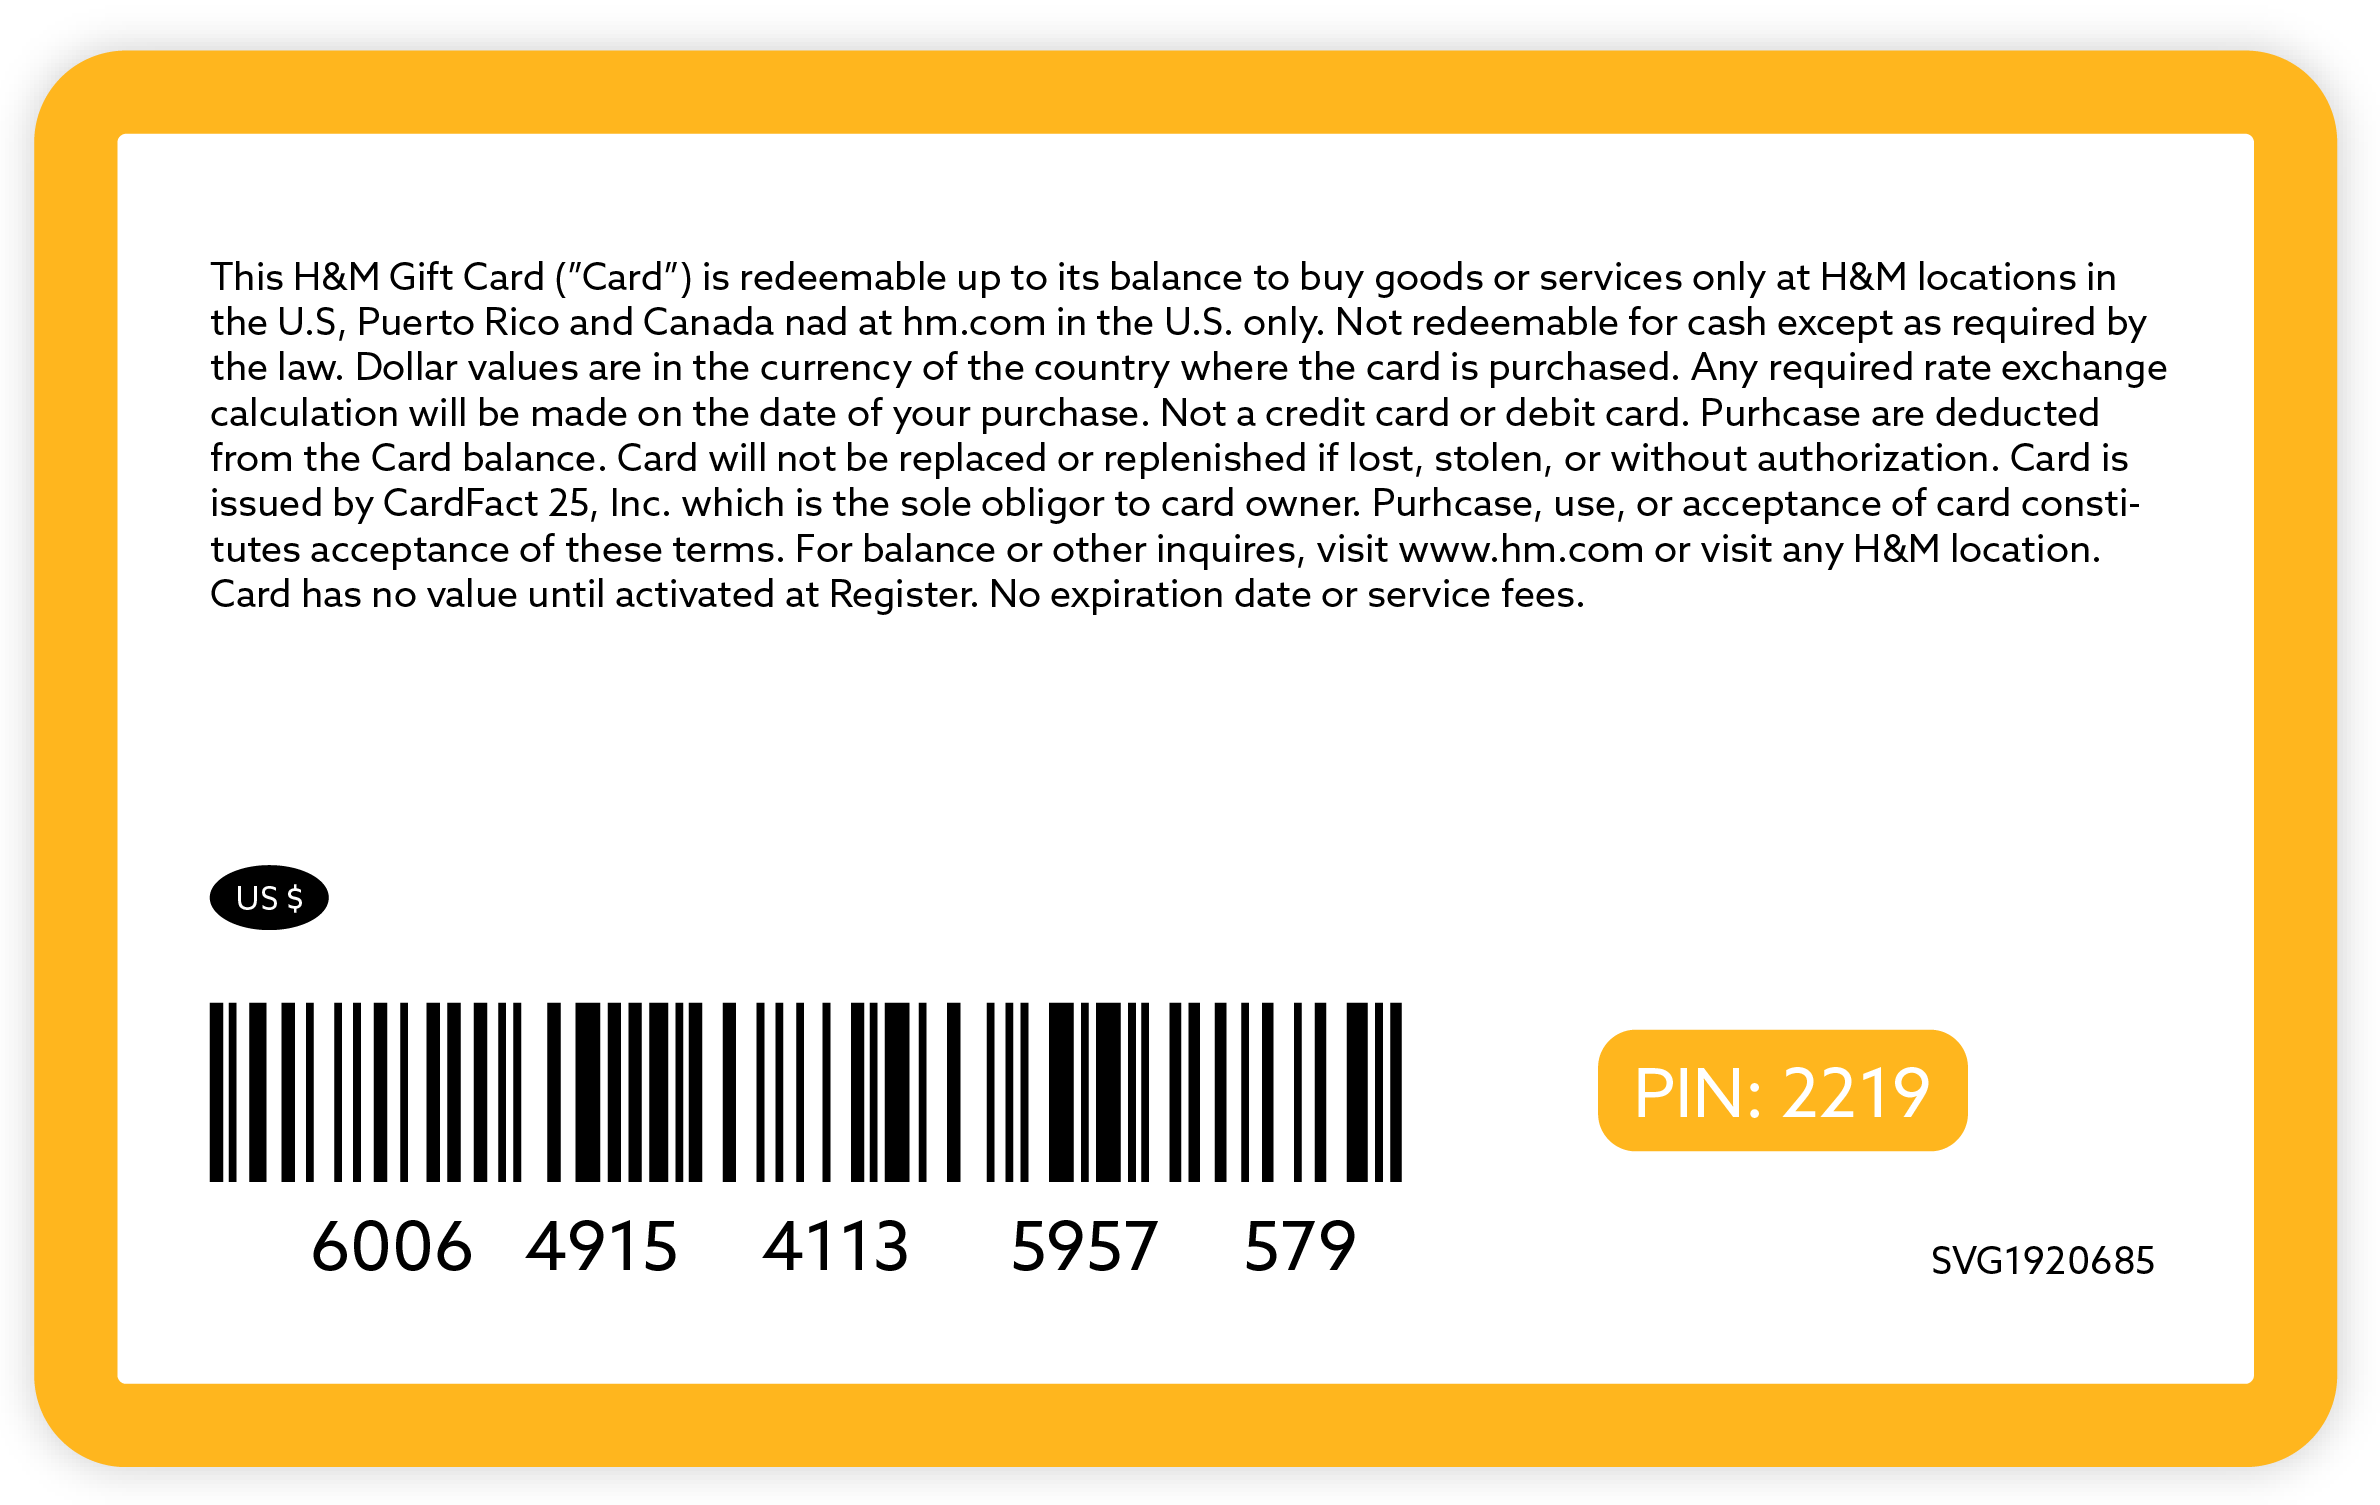 This H&M Gift Card (”Card”) is redeemable up to its balance to buy goods or services only at H&M locations in
the U.S, Puerto Rico and Canada nad at hm.com in the U.S. only. Not redeemable for cash except as required by
the law. Dollar values are in the currency of the country where the card is purchased. Any required rate exchange
calculation will be made on the date of your purchase. Not a credit card or debit card. Purhcase are deducted
from the Card balance. Card will not be replaced or replenished if lost, stolen, or without authorization. Card is
issued by CardFact 25, Inc. which is the sole obligor to card owner. Purhcase, use, or acceptance of card consti-
tutes acceptance of these terms. For balance or other inquires, visit www.hm.com or visit any H&M location.
Card has no value until activated at Register. No expiration date or service fees.
US $
PIN: 2219
6006 4915 4113 5957 579
SVG1920685